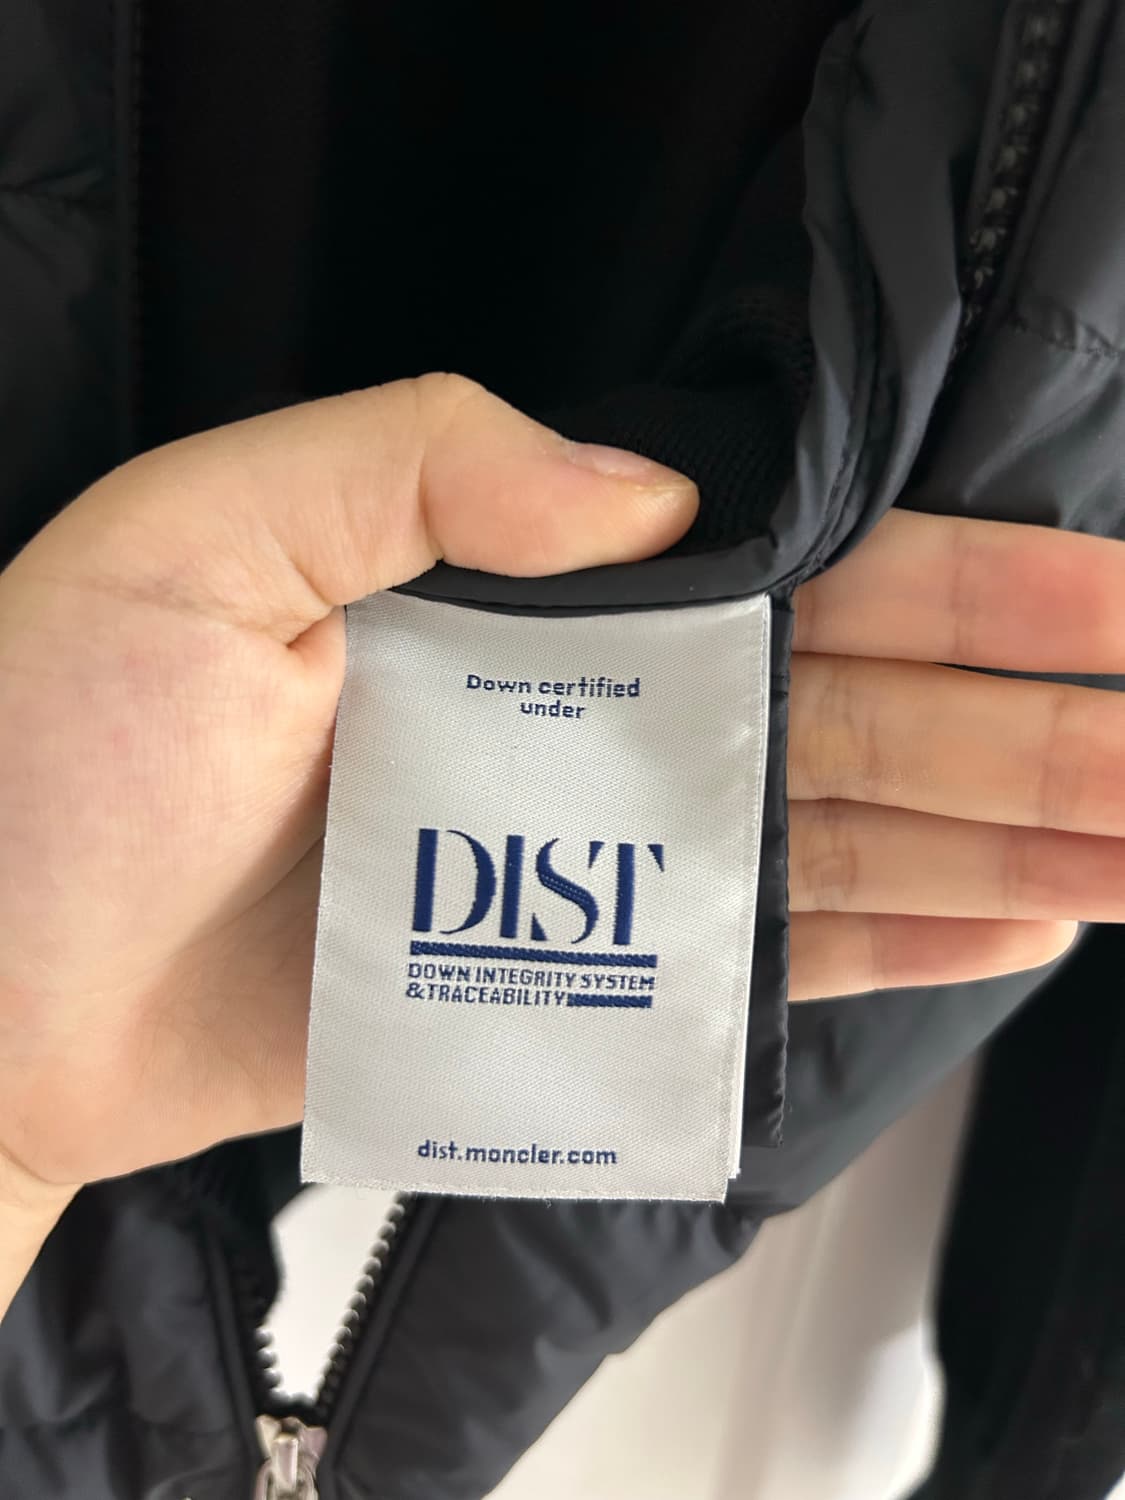 Down certified
under
DIST
DOWN INTEGRITY SYSTEM
&TRACEABILITY
dist.moncler.com